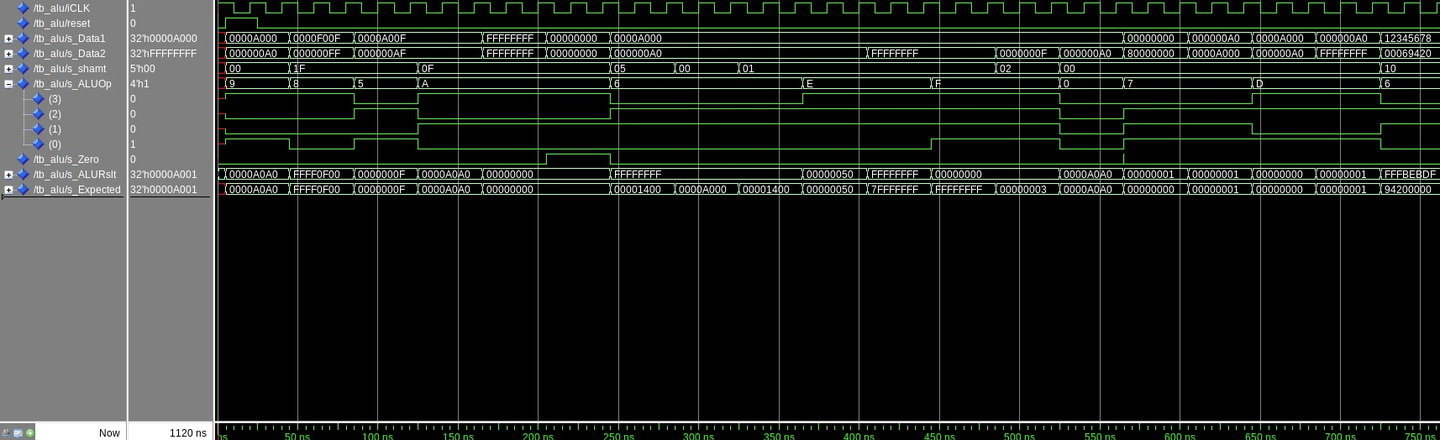 /tb_alu/iCLK 1
/tb_alu/reset 0
/tb_alu/s_Data1 32'h0000A000 0000A000 0000F00F 0000A00F FFFFFFFF 00000000 0000A000 00000000 000000A0 0000A000 000000A0 12345678
/tb_alu/s_Data2 32'hFFFFFFFF 000000A0 000000FF 000000AF FFFFFFFF 00000000 000000A0 FFFFFFFF 0000000F 000000A0 80000000 0000A000 000000A0 FFFFFFFF 00069420
/tb_alu/s_shamt 5'h00 00 1F 0F 05 00 01 02 00 10
/tb_alu/s_ALUOp 4'h1 9 8 5 A 6 E F 0 7 D 6
(3) 0
(2) 0
(1) 0
(0) 1
/tb_alu/s_Zero 0
/tb_alu/s_ALURslt 32'h0000A001 0000A0A0 FFFF0F00 0000000F 0000A0A0 00000000 FFFFFFFF 00000050 FFFFFFFF 00000000 0000A0A0 00000001 00000001 00000000 00000001 FFFBEBDF
/tb_alu/s_Expected 32'h0000A001 0000A0A0 FFFF0F00 0000000F 0000A0A0 00000000 00001400 0000A000 00001400 00000050 7FFFFFFF FFFFFFFF 00000003 0000A0A0 00000000 00000001 00000000 00000001 94200000
Now 1120 ns 50 ns 100 ns 150 ns 200 ns 250 ns 300 ns 350 ns 400 ns 450 ns 500 ns 550 ns 600 ns 650 ns 700 ns 750 ns